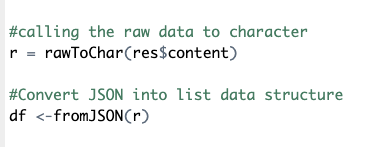 #calling the raw data to character
r = rawToChar(res$content)
#Convert JSON into list data structure
df <-fromJSON(r)